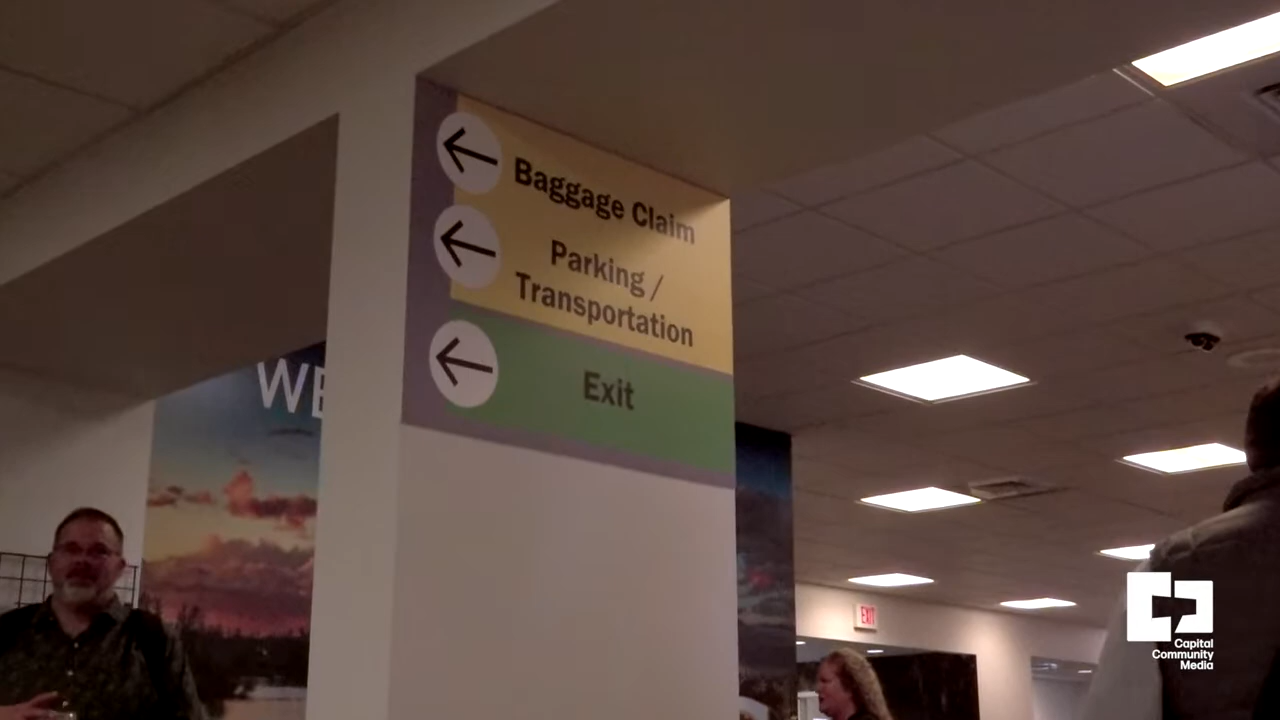 Baggage Claim
Parking /
Transportation
Exit
WE
EXIT
Capital
Community
Media